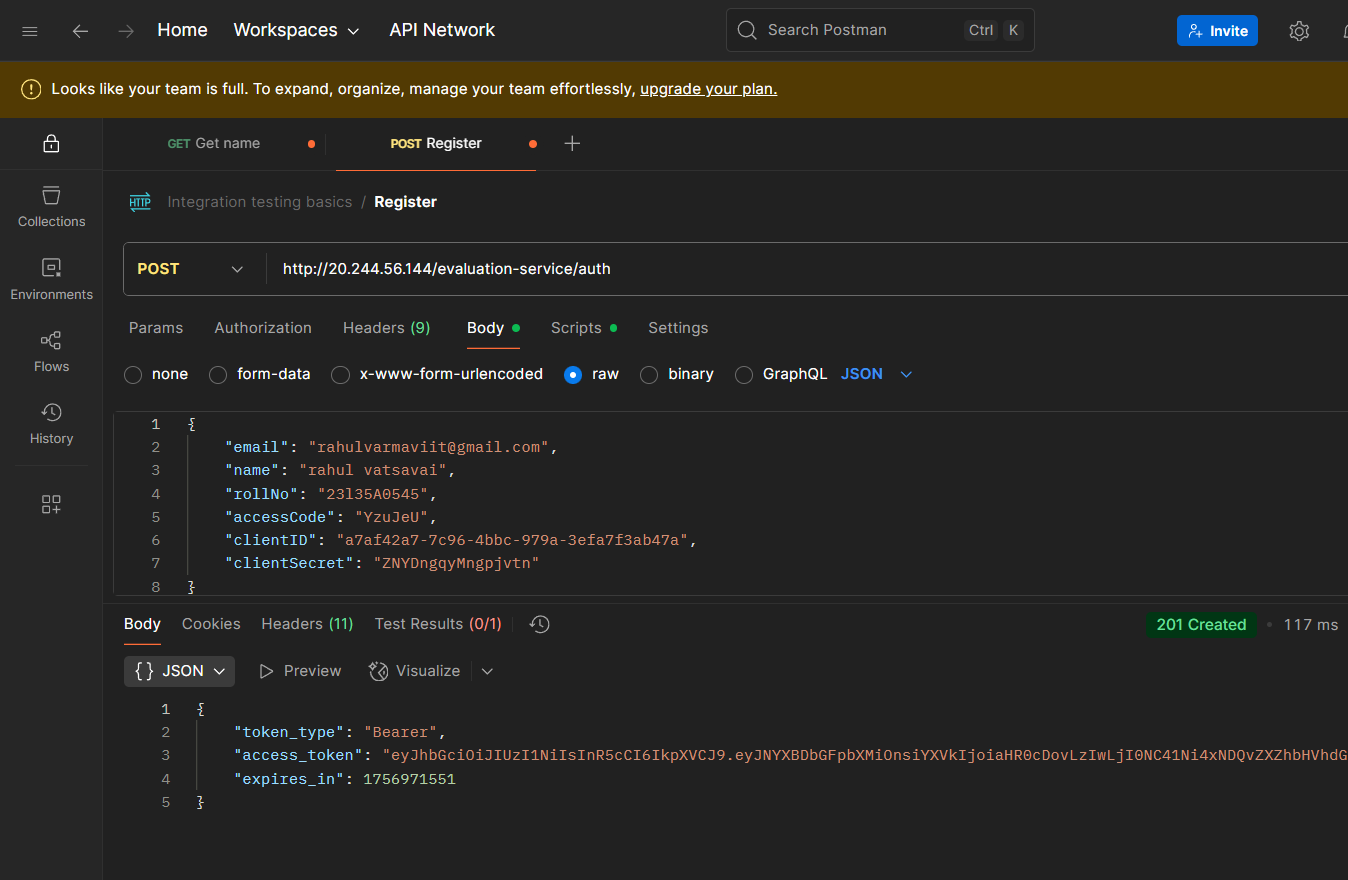 Home Workspaces API Network Search Postman Ctrl K Invite
Looks like your team is full. To expand, organize, manage your team effortlessly, upgrade your plan.
GET Get name POST Register
Collections
Environments
Flows
History
HTTP Integration testing basics / Register
POST http://20.244.56.144/evaluation-service/auth
Params Authorization Headers (9) Body Scripts Settings
none form-data x-www-form-urlencoded raw binary GraphQL JSON
1 {
2 "email": "rahulvarmaviit@gmail.com",
3 "name": "rahul vatsavai",
4 "rollNo": "23l35A0545",
5 "accessCode": "YzuJeU",
6 "clientID": "a7af42a7-7c96-4bbc-979a-3efa7f3ab47a",
7 "clientSecret": "ZNYDngqyMngpjvtn"
8 }
Body Cookies Headers (11) Test Results (0/1) 201 Created 117 ms
{} JSON Preview Visualize
1 {
2 "token_type": "Bearer",
3 "access_token": "eyJhbGciOiJIUzI1NiIsInR5cCI6IkpXVCJ9.eyJNYXBDbGFpbXMiOnsiYXVkIjoiaHR0cDovLzIwLjI0NC41Ni4xNDQvZXZhbHVhdG
4 "expires_in": 1756971551
5 }